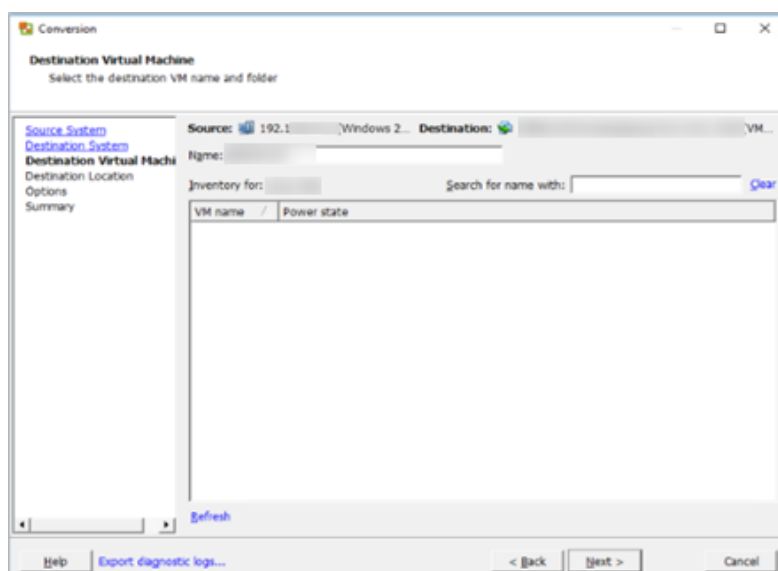 Conversion
Destination Virtual Machine
Select the destination VM name and folder
Source System
Destination System
Destination Virtual Machi
Destination Location
Options
Summary
Source: 192.1 (Windows 2... Destination: (VM...
Name:
Inventory for: Search for name with: Clear
VM name / Power state
Refresh
Help Export diagnostic logs... < Back Next > Cancel